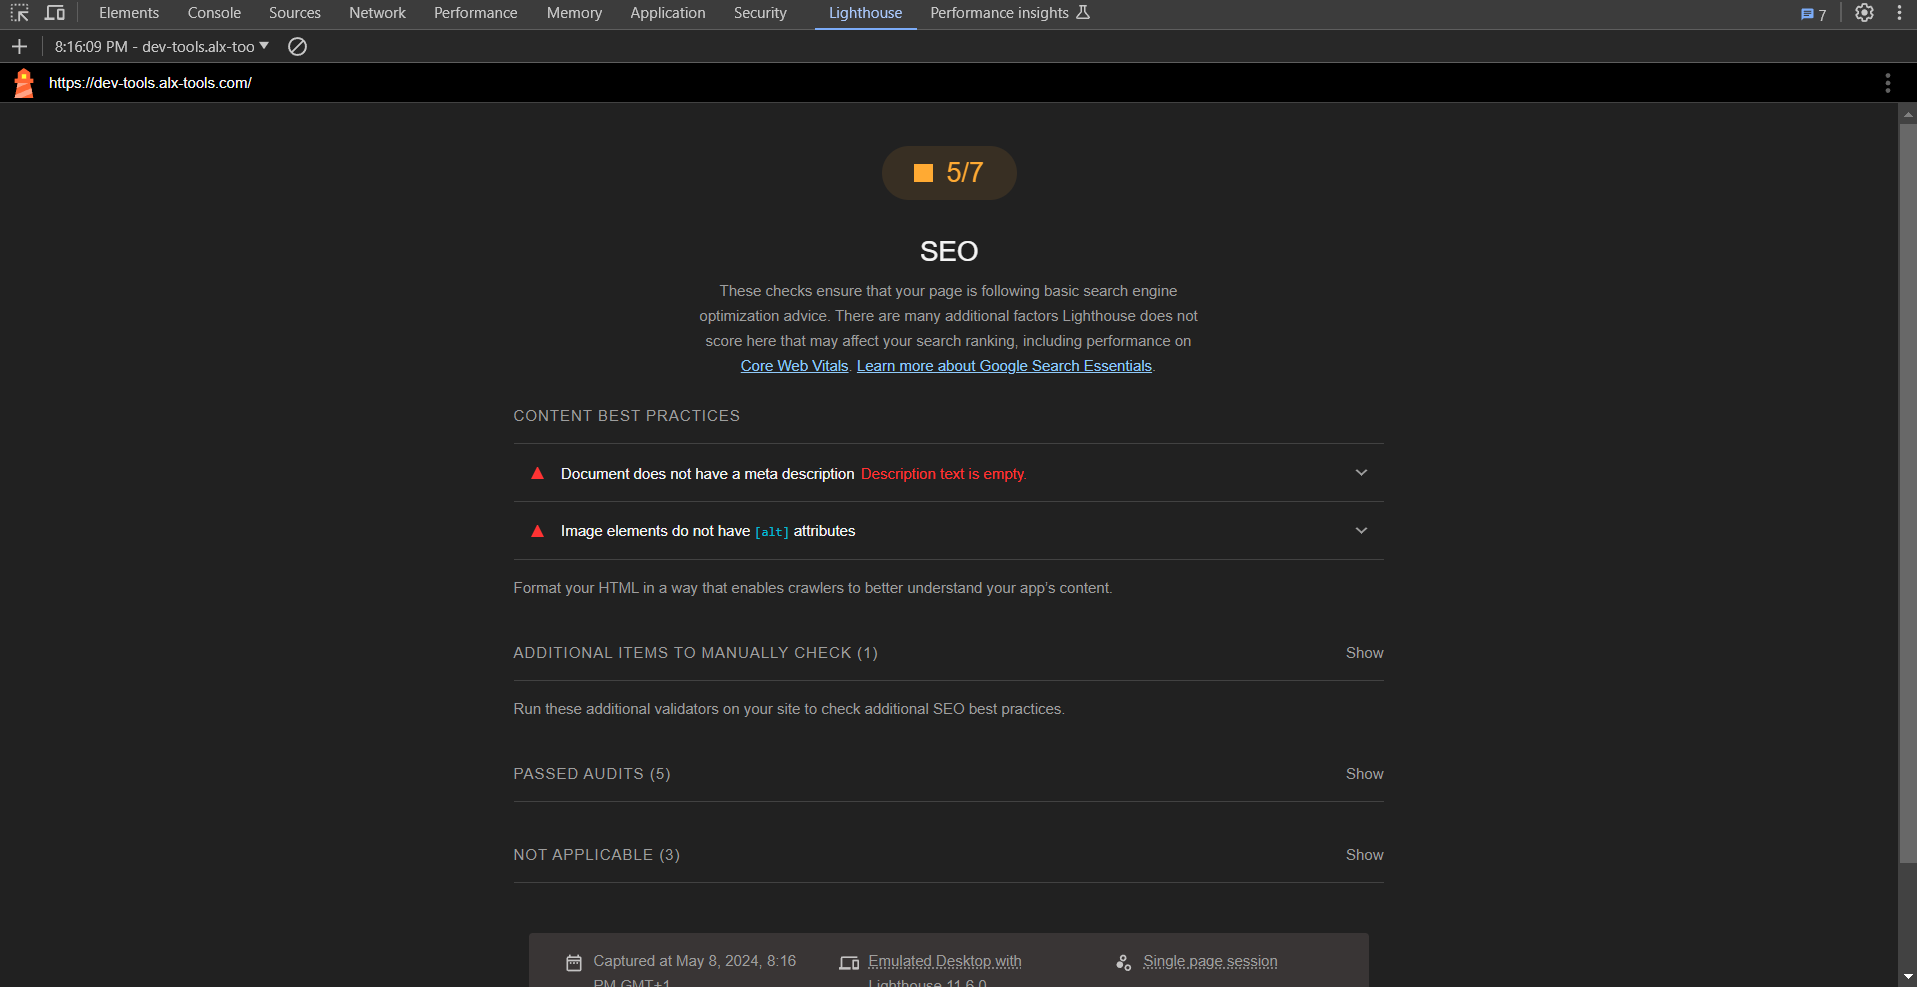 Elements Console Sources Network Performance Memory Application Security Lighthouse Performance insights 7
8:16:09 PM - dev-tools.alx-too
https://dev-tools.alx-tools.com/
5/7
SEO
These checks ensure that your page is following basic search engine
optimization advice. There are many additional factors Lighthouse does not
score here that may affect your search ranking, including performance on
Core Web Vitals. Learn more about Google Search Essentials.
CONTENT BEST PRACTICES
Document does not have a meta description Description text is empty.
Image elements do not have [alt] attributes
Format your HTML in a way that enables crawlers to better understand your app’s content.
ADDITIONAL ITEMS TO MANUALLY CHECK (1) Show
Run these additional validators on your site to check additional SEO best practices.
PASSED AUDITS (5) Show
NOT APPLICABLE (3) Show
Captured at May 8, 2024, 8:16 Emulated Desktop with Single page session
PM GMT+1 Lighthouse 11.6.0